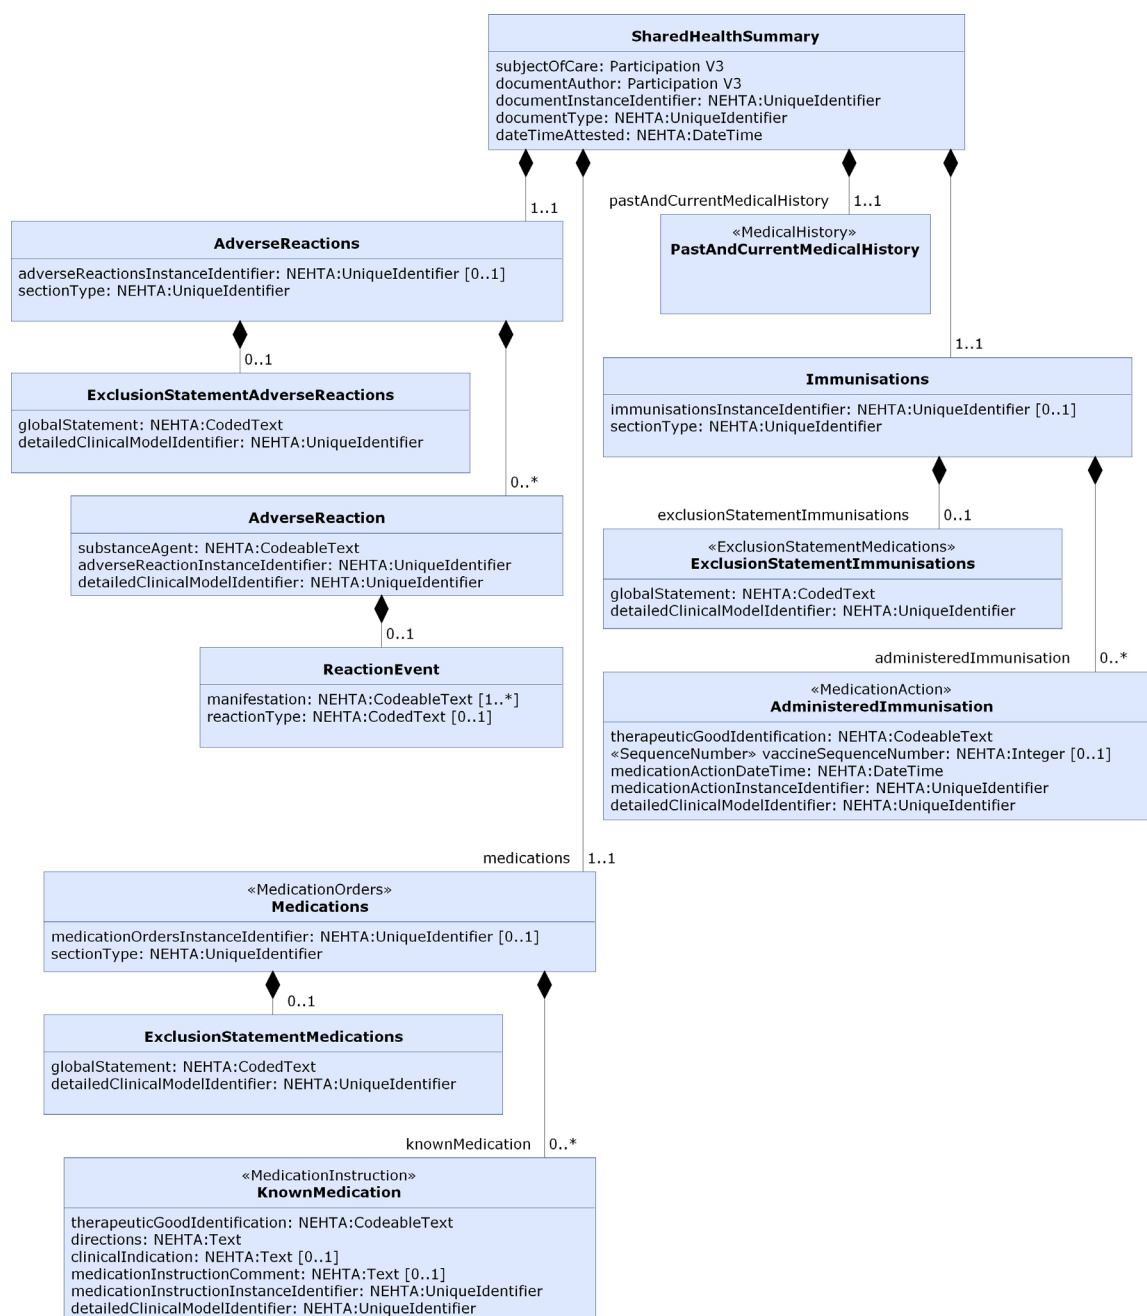 SharedHealthSummary
subjectOfCare: Participation V3
documentAuthor: Participation V3
documentInstanceIdentifier: NEHTA:UniqueIdentifier
documentType: NEHTA:UniqueIdentifier
dateTimeAttested: NEHTA:DateTime
1..1
AdverseReactions
adverseReactionsInstanceIdentifier: NEHTA:UniqueIdentifier [0..1]
sectionType: NEHTA:UniqueIdentifier
0..1
ExclusionStatementAdverseReactions
globalStatement: NEHTA:CodedText
detailedClinicalModelIdentifier: NEHTA:UniqueIdentifier
0..*
AdverseReaction
substanceAgent: NEHTA:CodeableText
adverseReactionInstanceIdentifier: NEHTA:UniqueIdentifier
detailedClinicalModelIdentifier: NEHTA:UniqueIdentifier
0..1
ReactionEvent
manifestation: NEHTA:CodeableText [1..*]
reactionType: NEHTA:CodedText [0..1]
pastAndCurrentMedicalHistory 1..1
«MedicalHistory»
PastAndCurrentMedicalHistory
1..1
Immunisations
immunisationsInstanceIdentifier: NEHTA:UniqueIdentifier [0..1]
sectionType: NEHTA:UniqueIdentifier
exclusionStatementImmunisations 0..1
«ExclusionStatementMedications»
ExclusionStatementImmunisations
globalStatement: NEHTA:CodedText
detailedClinicalModelIdentifier: NEHTA:UniqueIdentifier
administeredImmunisation 0..*
«MedicationAction»
AdministeredImmunisation
therapeuticGoodIdentification: NEHTA:CodeableText
«SequenceNumber» vaccineSequenceNumber: NEHTA:Integer [0..1]
medicationActionDateTime: NEHTA:DateTime
medicationActionInstanceIdentifier: NEHTA:UniqueIdentifier
detailedClinicalModelIdentifier: NEHTA:UniqueIdentifier
medications 1..1
«MedicationOrders»
Medications
medicationOrdersInstanceIdentifier: NEHTA:UniqueIdentifier [0..1]
sectionType: NEHTA:UniqueIdentifier
0..1
ExclusionStatementMedications
globalStatement: NEHTA:CodedText
detailedClinicalModelIdentifier: NEHTA:UniqueIdentifier
knownMedication 0..*
«MedicationInstruction»
KnownMedication
therapeuticGoodIdentification: NEHTA:CodeableText
directions: NEHTA:Text
clinicalIndication: NEHTA:Text [0..1]
medicationInstructionComment: NEHTA:Text [0..1]
medicationInstructionInstanceIdentifier: NEHTA:UniqueIdentifier
detailedClinicalModelIdentifier: NEHTA:UniqueIdentifier